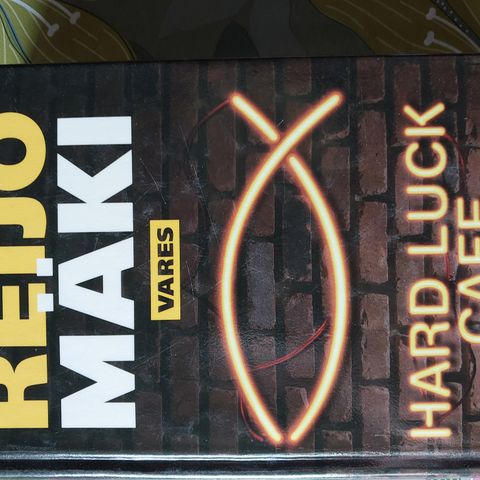 REIJO
MÄKI
VARES
HARD LUCK
CAFE